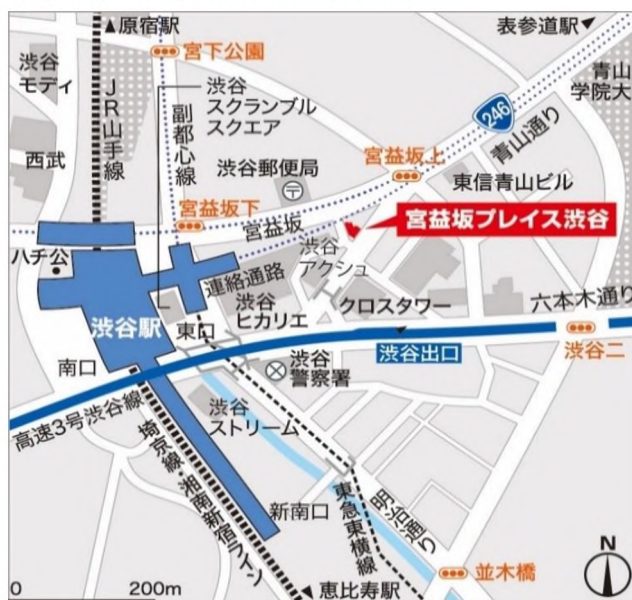 ▲原宿駅
表参道駅
宮下公園
渋谷
モディ
JR山手線
渋谷
スクランブル
スクエア
副都心線
青山
学院大
246
青山通り
西武
渋谷郵便局
宮益坂上
東信青山ビル
宮益坂下
宮益坂
宮益坂プレイス渋谷
ハチ公
連絡通路
渋谷
アクシュ
渋谷駅
東口
渋谷
ヒカリエ
クロスタワー
六本木通り
渋谷出口
渋谷二
南口
渋谷
警察署
高速3号渋谷線
渋谷
ストリーム
埼京線・湘南新宿ライン
新南口
東急東横線
明治通り
並木橋
N
0
200m
恵比寿駅